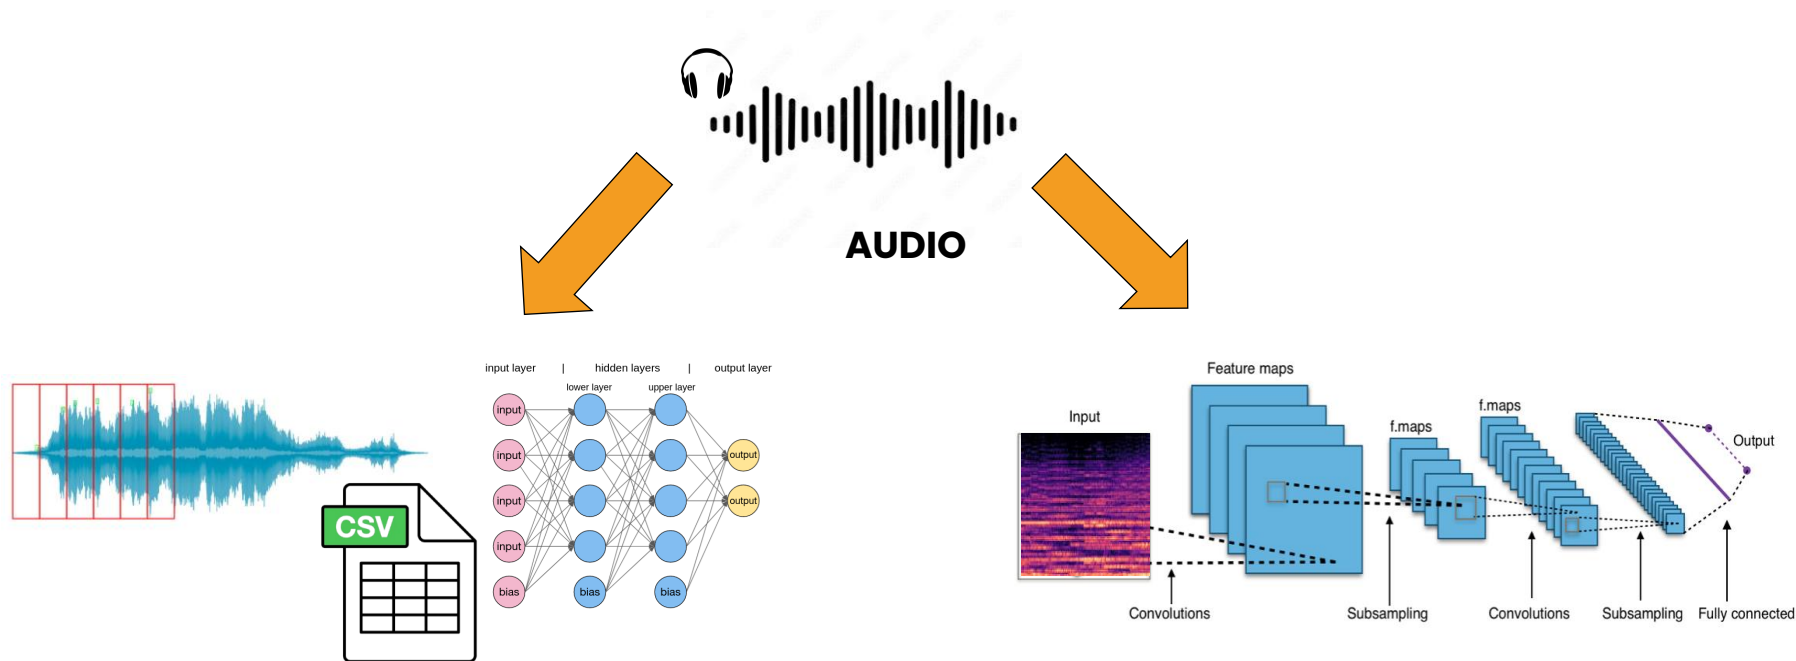 AUDIO
input layer | hidden layers | output layer
lower layer upper layer
input
input
output
input
output
input
bias bias bias
CSV
Feature maps
Input
f.maps
f.maps
Output
Convolutions Subsampling Convolutions Subsampling Fully connected